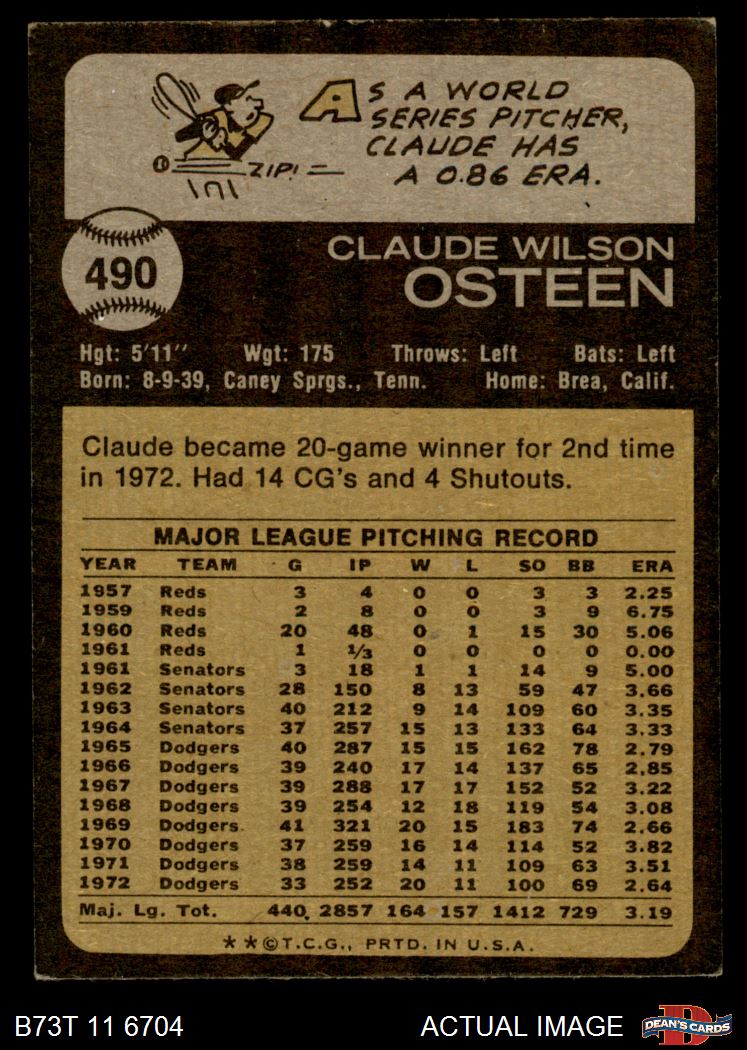 AS A WORLD
SERIES PITCHER,
CLAUDE HAS
A 0.86 ERA.
ZIP!
490
CLAUDE WILSON
OSTEEN
Hgt: 5'11" Wgt: 175 Throws: Left Bats: Left
Born: 8-9-39, Caney Sprgs., Tenn. Home: Brea, Calif.
Claude became 20-game winner for 2nd time
in 1972. Had 14 CG's and 4 Shutouts.
MAJOR LEAGUE PITCHING RECORD
YEAR TEAM G IP W L SO BB ERA
1957 Reds 3 4 0 0 3 3 2.25
1959 Reds 2 8 0 0 3 9 6.75
1960 Reds 20 48 0 1 15 30 5.06
1961 Reds 1 1/3 0 0 0 0 0.00
1961 Senators 3 18 1 1 14 9 5.00
1962 Senators 28 150 8 13 59 47 3.66
1963 Senators 40 212 9 14 109 60 3.35
1964 Senators 37 257 15 13 133 64 3.33
1965 Dodgers 40 287 15 15 162 78 2.79
1966 Dodgers 39 240 17 14 137 65 2.85
1967 Dodgers 39 288 17 17 152 52 3.22
1968 Dodgers 39 254 12 18 119 54 3.08
1969 Dodgers 41 321 20 15 183 74 2.66
1970 Dodgers 37 259 16 14 114 52 3.82
1971 Dodgers 38 259 14 11 109 63 3.51
1972 Dodgers 33 252 20 11 100 69 2.64
Maj. Lg. Tot. 440 2857 164 157 1412 729 3.19
* * © T.C.G., PRTD. IN U.S.A.
B73T 11 6704 ACTUAL IMAGE
D
DEAN'S CARDS